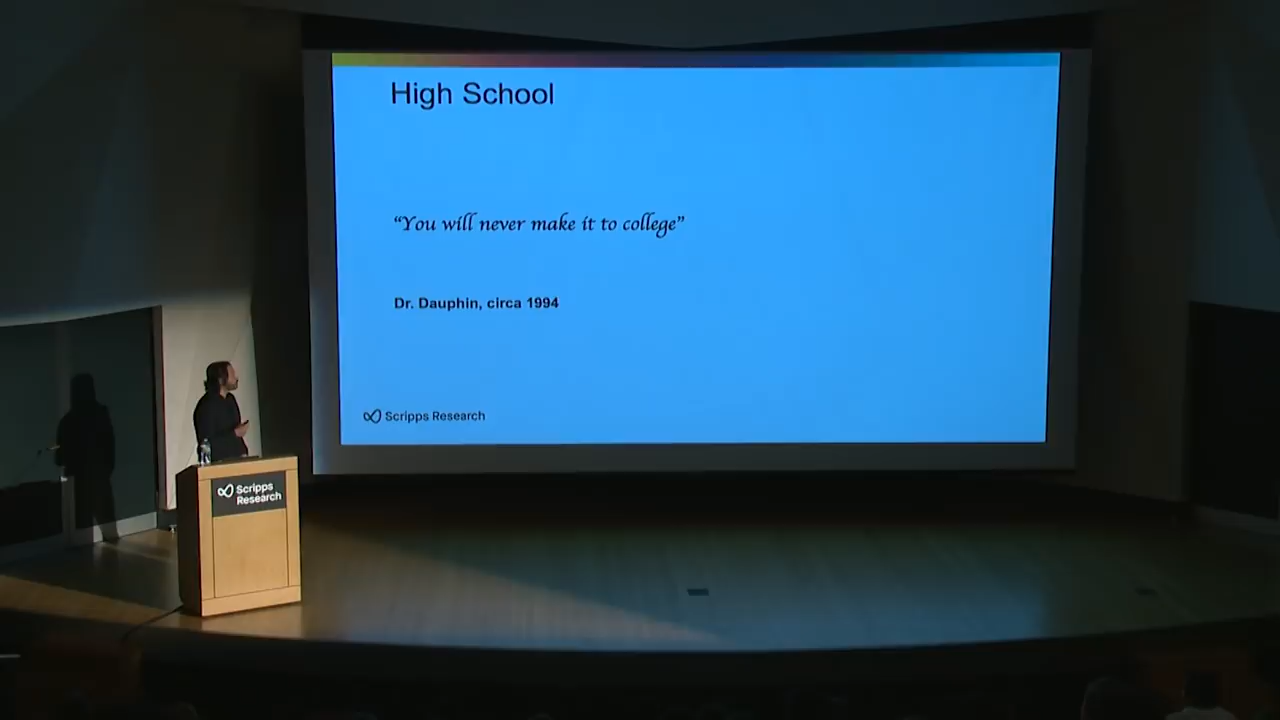 High School
“You will never make it to college”
Dr. Dauphin, circa 1994
Scripps Research
Scripps
Research